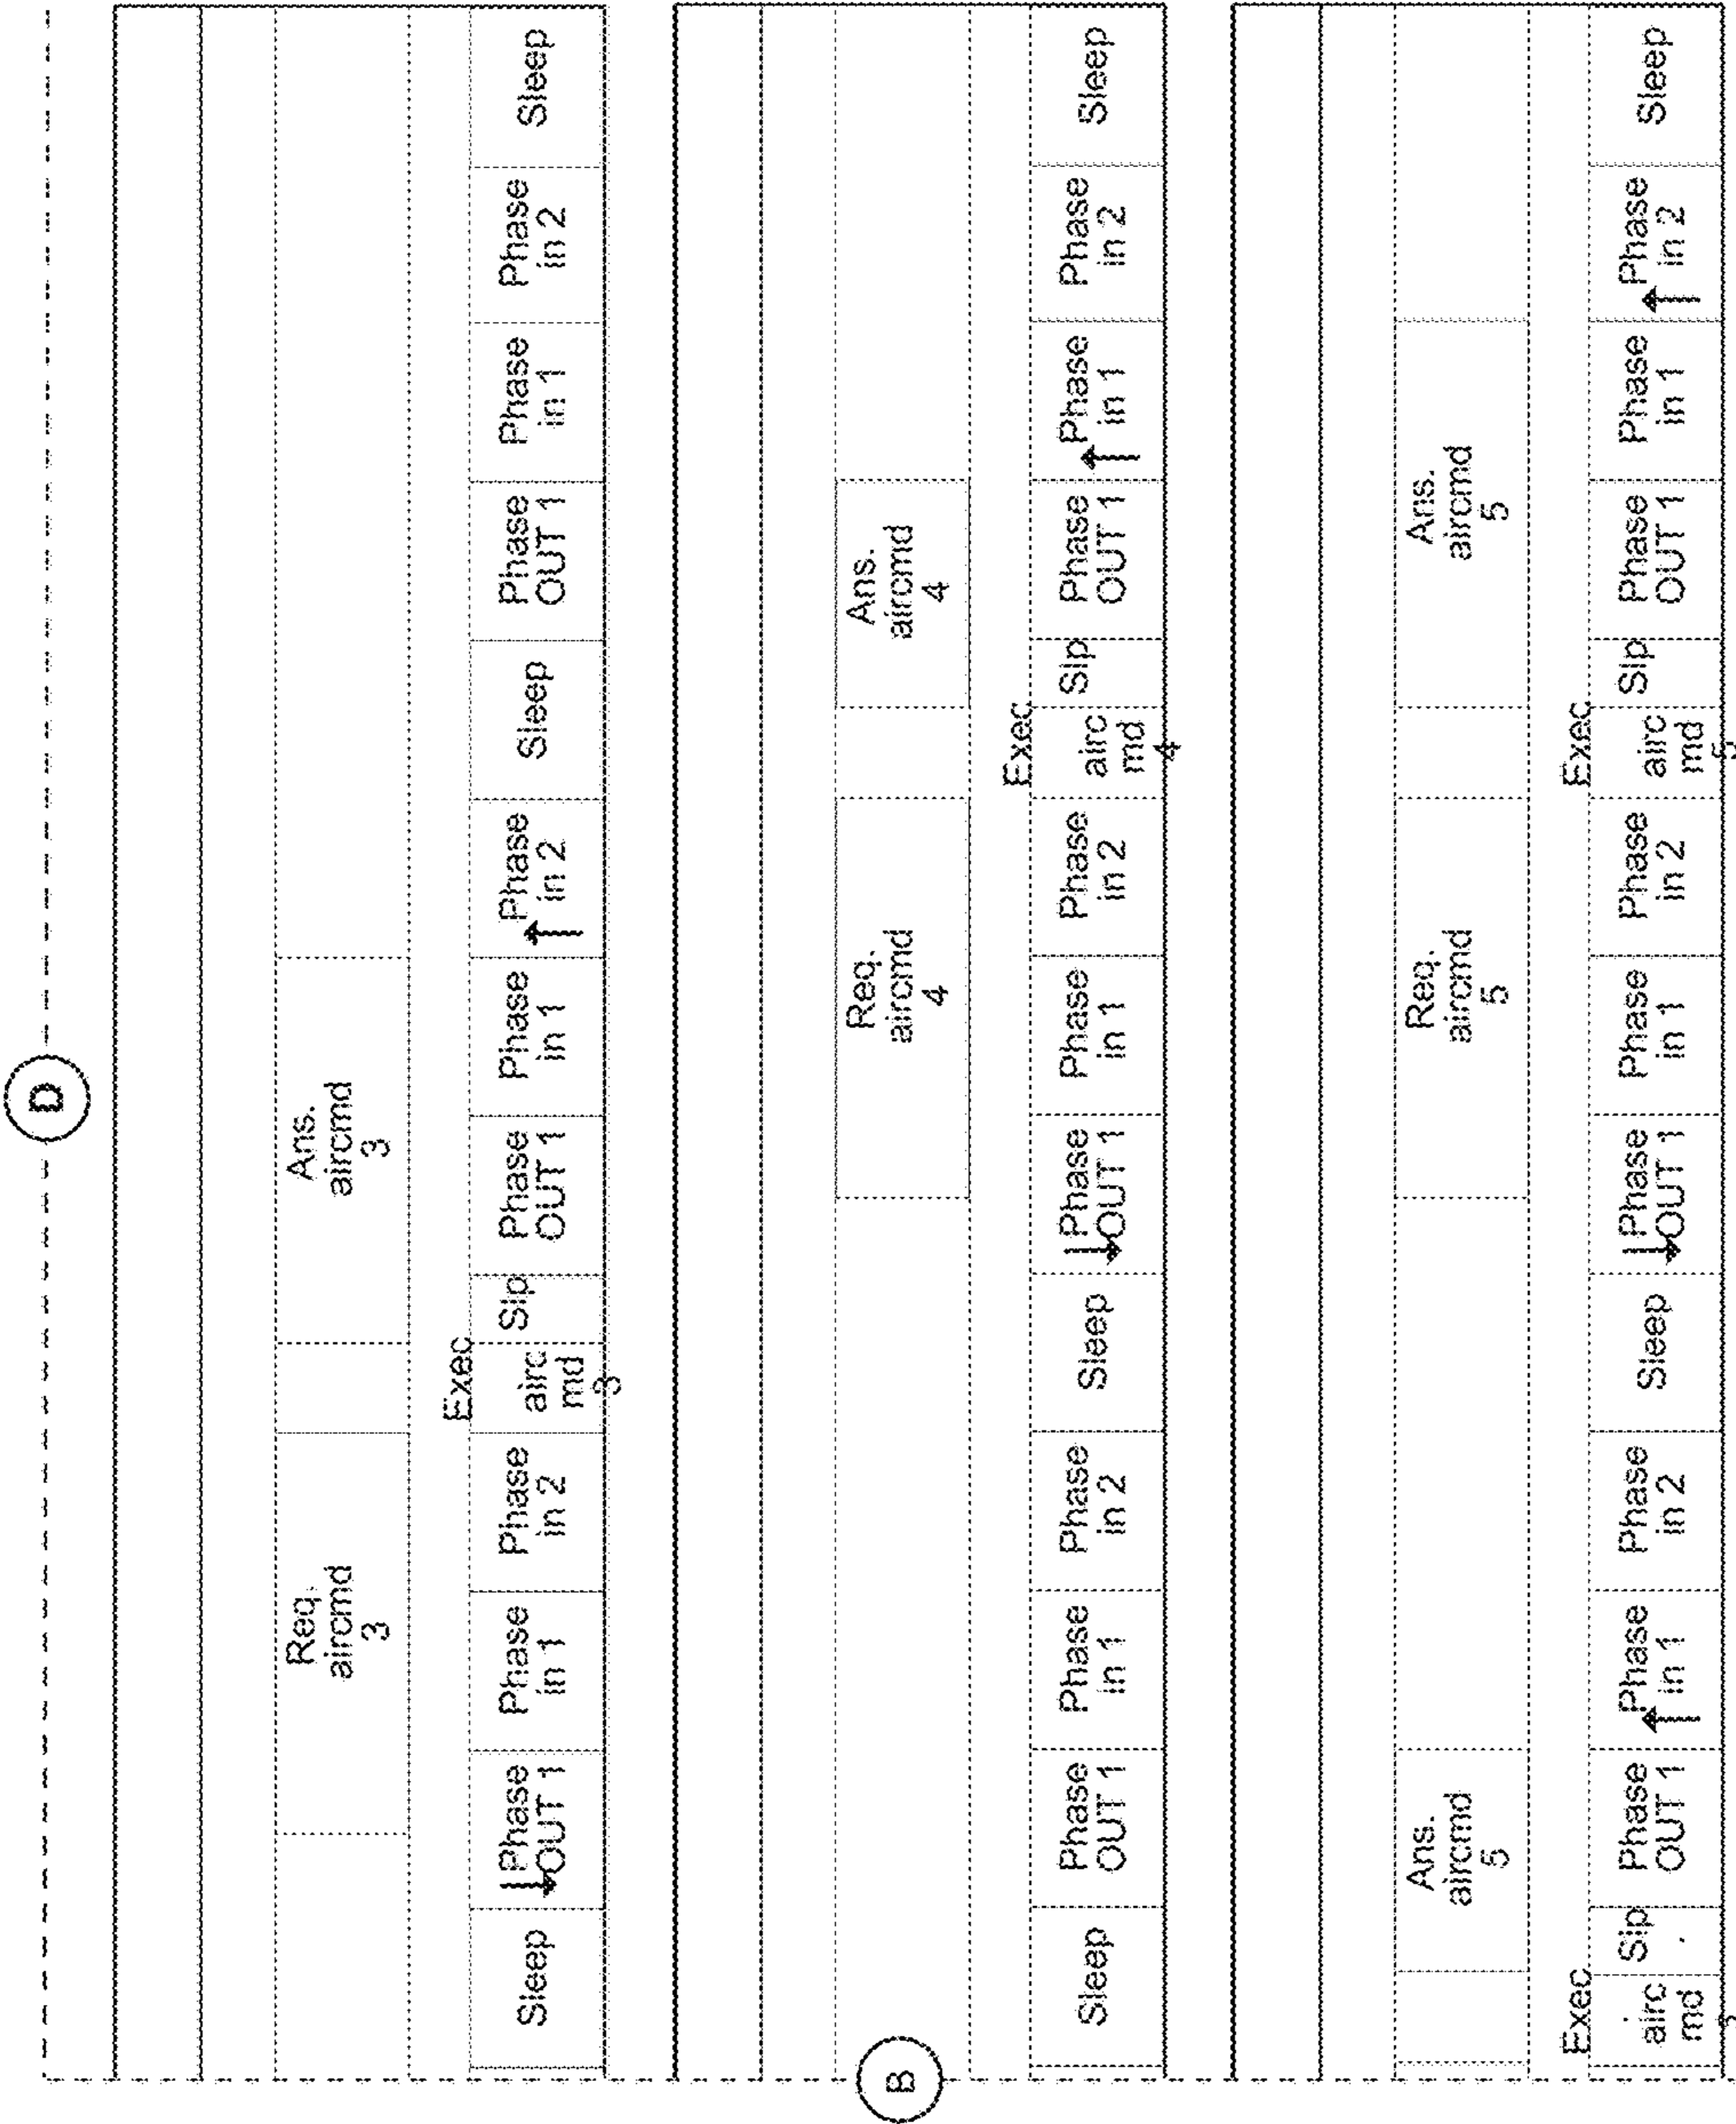 D
Req.
aircmd
3
Ans.
aircmd
3
Sleep
Phase
OUT 1
Phase
in 1
Phase
in 2
Exec
airc
md
3
Slp
Phase
OUT 1
Phase
in 1
Phase
in 2
Sleep
Phase
OUT 1
Phase
in 1
Phase
in 2
Sleep
B
Req.
aircmd
4
Ans.
aircmd
4
Sleep
Phase
OUT 1
Phase
in 1
Phase
in 2
Sleep
Phase
OUT 1
Phase
in 1
Phase
in 2
Exec
airc
md
4
Slp
Phase
OUT 1
Phase
in 1
Phase
in 2
Sleep
Ans.
aircmd
5
Req.
aircmd
5
Ans.
aircmd
5
Exec
airc
md
Slp
.
Phase
OUT 1
Phase
in 1
Phase
in 2
Sleep
Phase
OUT 1
Phase
in 1
Phase
in 2
Exec
airc
md
5
Slp
Phase
OUT 1
Phase
in 1
Phase
in 2
Sleep